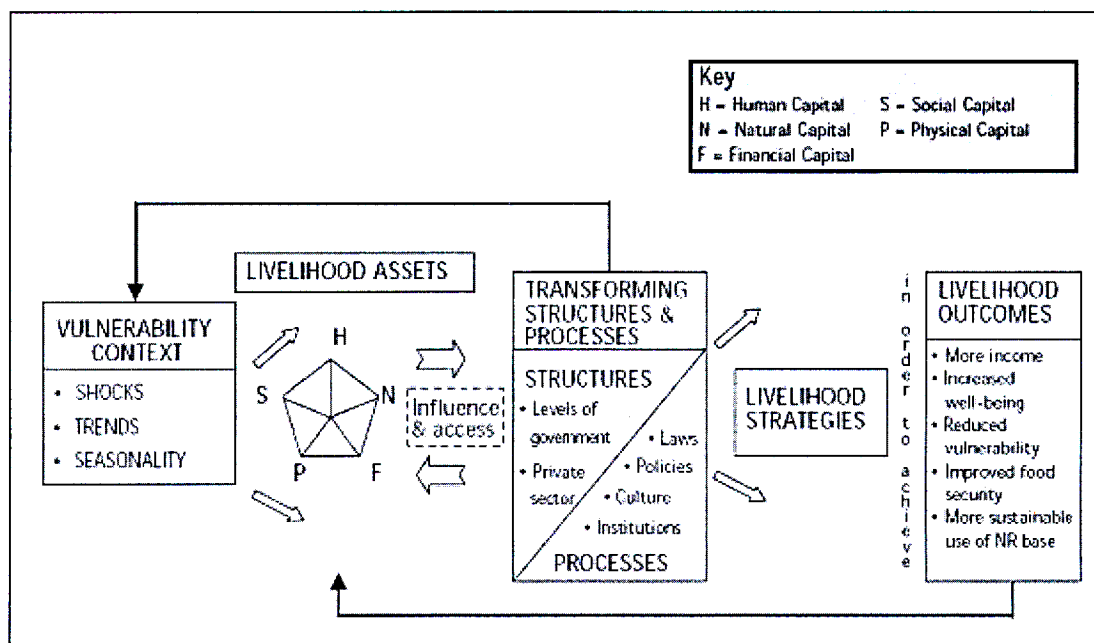 Key
H - Human Capital S - Social Capital
N - Natural Capital P - Physical Capital
F - Financial Capital
LIVELIHOOD ASSETS
VULNERABILITY
CONTEXT
• SHOCKS
• TRENDS
• SEASONALITY
H
S
N
P
F
Influence
& access
TRANSFORMING
STRUCTURES &
PROCESSES
STRUCTURES
• Levels of
government
• Private
sector
• Laws
• Policies
• Culture
• Institutions
PROCESSES
LIVELIHOOD
STRATEGIES
in order to achieve
LIVELIHOOD
OUTCOMES
• More income
• Increased
well-being
• Reduced
vulnerability
• Improved food
security
• More sustainable
use of NR base